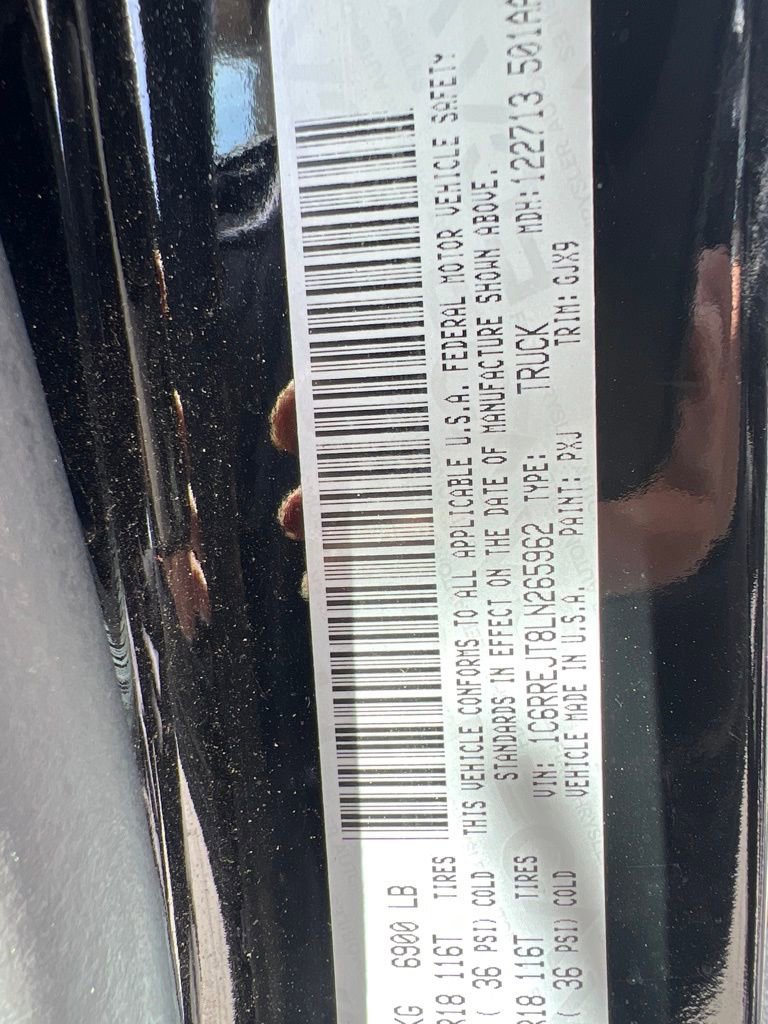 KG 6900 LB
R18 116T TIRES
( 36 PSI) COLD
R18 116T TIRES
( 36 PSI) COLD
THIS VEHICLE CONFORMS TO ALL APPLICABLE U.S.A. FEDERAL MOTOR VEHICLE SAFETY
STANDARDS IN EFFECT ON THE DATE OF MANUFACTURE SHOWN ABOVE.
VIN: 1C6RREJT8LN265962 TYPE: TRUCK MDH:122713 501AA
VEHICLE MADE IN U.S.A. PAINT: PXJ TRIM: GJX9